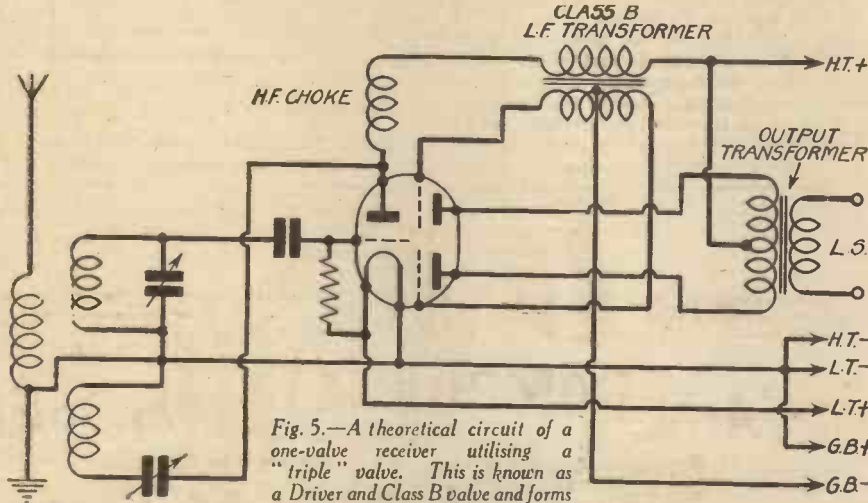 CLASS B
L.F. TRANSFORMER
H.F. CHOKE
H.T.+
OUTPUT
TRANSFORMER
L.S.
H.T.-
L.T.-
L.T.+
G.B.+
G.B.-
Fig. 5.—A theoretical circuit of a
one-valve receiver utilising a
"triple" valve. This is known as
a Driver and Class B valve and forms